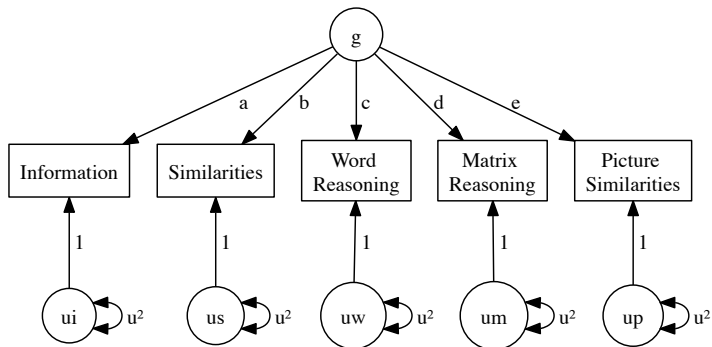 g
a b c d e
Information
Similarities
Word
Reasoning
Matrix
Reasoning
Picture
Similarities
1 1 1 1 1
ui u²
us u²
uw u²
um u²
up u²